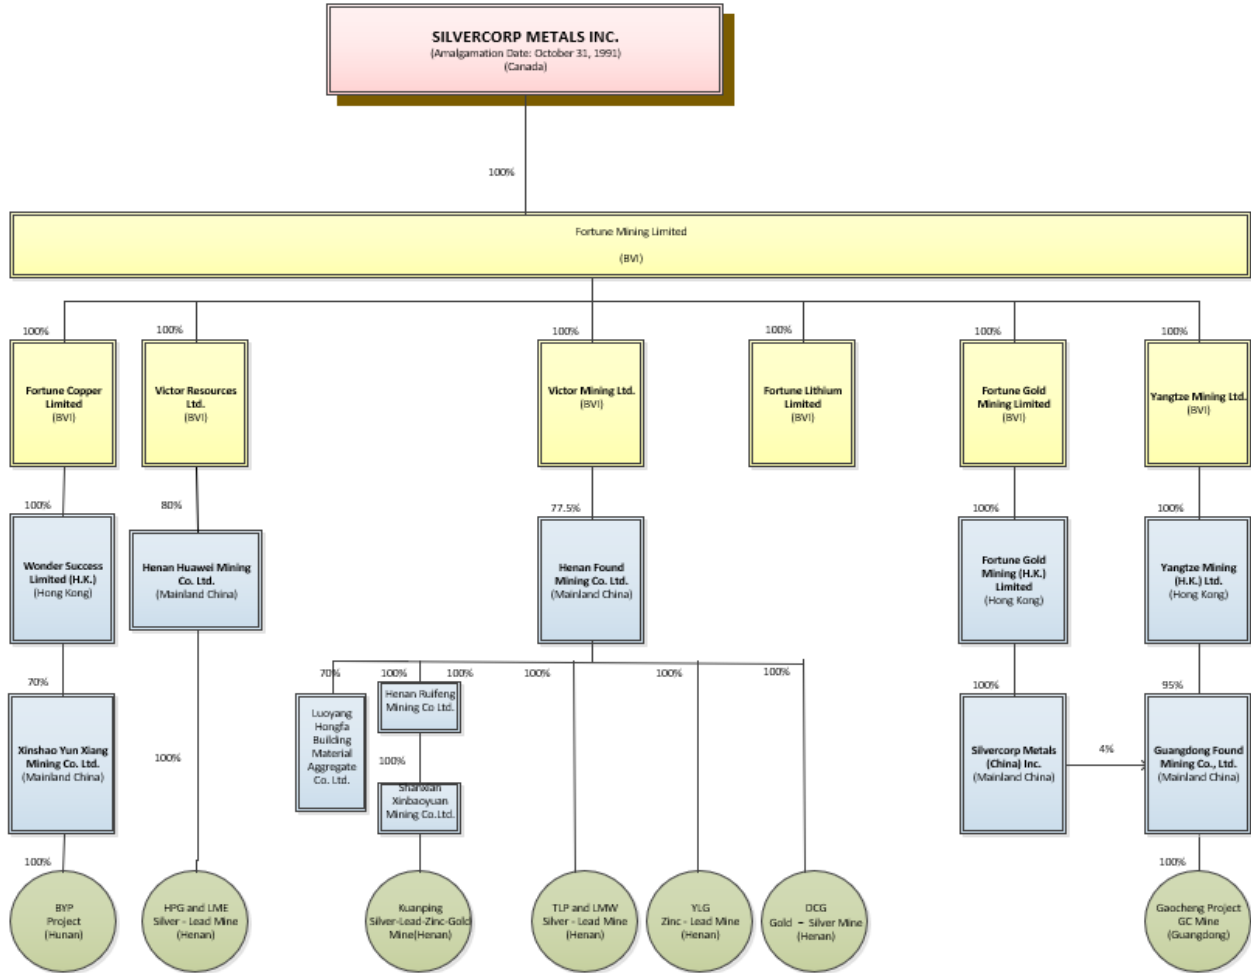 SILVERCORP METALS INC.
(Amalgamation Date: October 31, 1991)
(Canada)
100%
Fortune Mining Limited
(BVI)
100%
100%
100%
100%
100%
100%
Fortune Copper
Limited
(BVI)
Victor Resources
Ltd.
(BVI)
Victor Mining Ltd.
(BVI)
Fortune Lithium
Limited
(BVI)
Fortune Gold
Mining Limited
(BVI)
Yangtze Mining Ltd.
(BVI)
100%
80%
77.5%
100%
100%
Wonder Success
Limited (H.K.)
(Hong Kong)
Henan Huawei Mining
Co. Ltd.
(Mainland China)
Henan Found
Mining Co. Ltd.
(Mainland China)
Fortune Gold
Mining (H.K.)
Limited
(Hong Kong)
Yangtze Mining
(H.K.) Ltd.
(Hong Kong)
70%
70%
100%
100%
100%
100%
100%
100%
95%
Xinshao Yun Xiang
Mining Co. Ltd.
(Mainland China)
100%
Luoyang
Hongfa
Building
Material
Aggregate
Co. Ltd.
Henan Ruifeng
Mining Co Ltd.
100%
Shanxian
Xinbaoyuan
Mining Co.Ltd.
Silvercorp Metals
(China) Inc.
(Mainland China)
4%
Guangdong Found
Mining Co., Ltd.
(Mainland China)
100%
100%
BYP
Project
(Hunan)
HPG and LME
Silver - Lead Mine
(Henan)
Kuanping
Silver-Lead-Zinc-Gold
Mine(Henan)
TLP and LMW
Silver - Lead Mine
(Henan)
YLG
Zinc - Lead Mine
(Henan)
DCG
Gold – Silver Mine
(Henan)
Gaocheng Project
GC Mine
(Guangdong)